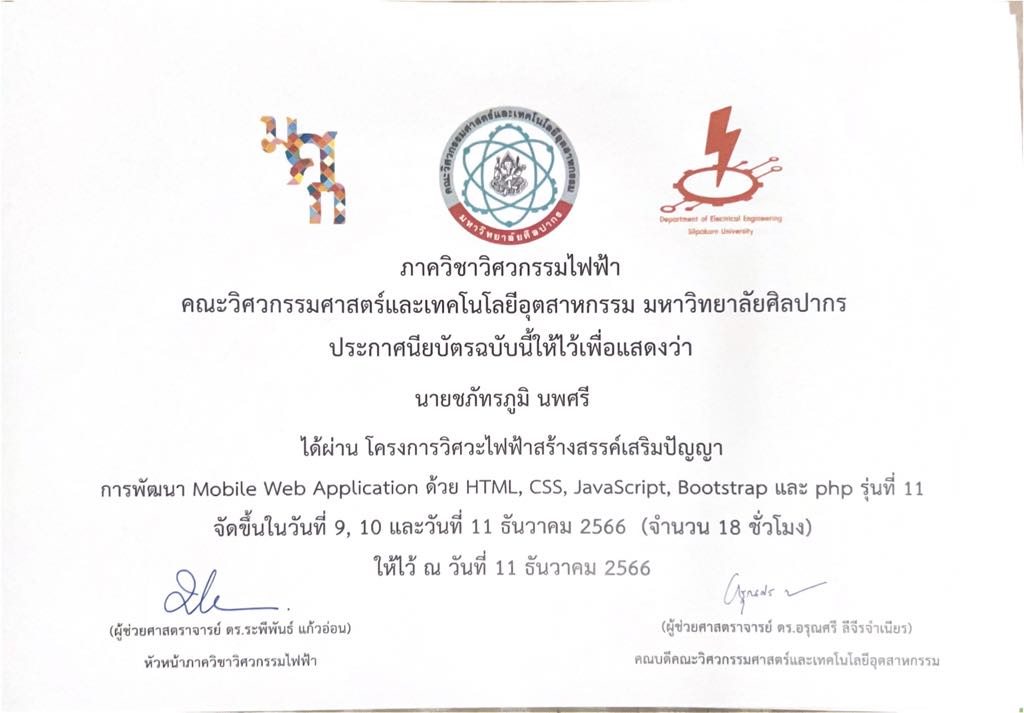 มศก
คณะวิศวกรรมศาสตร์และเทคโนโลยีอุตสาหกรรม
มหาวิทยาลัยศิลปากร
Department of Electrical Engineering
Silpakorn University
ภาควิชาวิศวกรรมไฟฟ้า
คณะวิศวกรรมศาสตร์และเทคโนโลยีอุตสาหกรรม มหาวิทยาลัยศิลปากร
ประกาศนียบัตรฉบับนี้ให้ไว้เพื่อแสดงว่า
นายชภัทรภูมิ นพศรี
ได้ผ่าน โครงการวิศวะไฟฟ้าสร้างสรรค์เสริมปัญญา
การพัฒนา Mobile Web Application ด้วย HTML, CSS, JavaScript, Bootstrap และ php รุ่นที่ 11
จัดขึ้นในวันที่ 9, 10 และวันที่ 11 ธันวาคม 2566 (จำนวน 18 ชั่วโมง)
ให้ไว้ ณ วันที่ 11 ธันวาคม 2566
(ผู้ช่วยศาสตราจารย์ ดร.ระพีพันธ์ แก้วอ่อน)
หัวหน้าภาควิชาวิศวกรรมไฟฟ้า
(ผู้ช่วยศาสตราจารย์ ดร.อรุณศรี ลีจีรจำเนียร)
คณบดีคณะวิศวกรรมศาสตร์และเทคโนโลยีอุตสาหกรรม